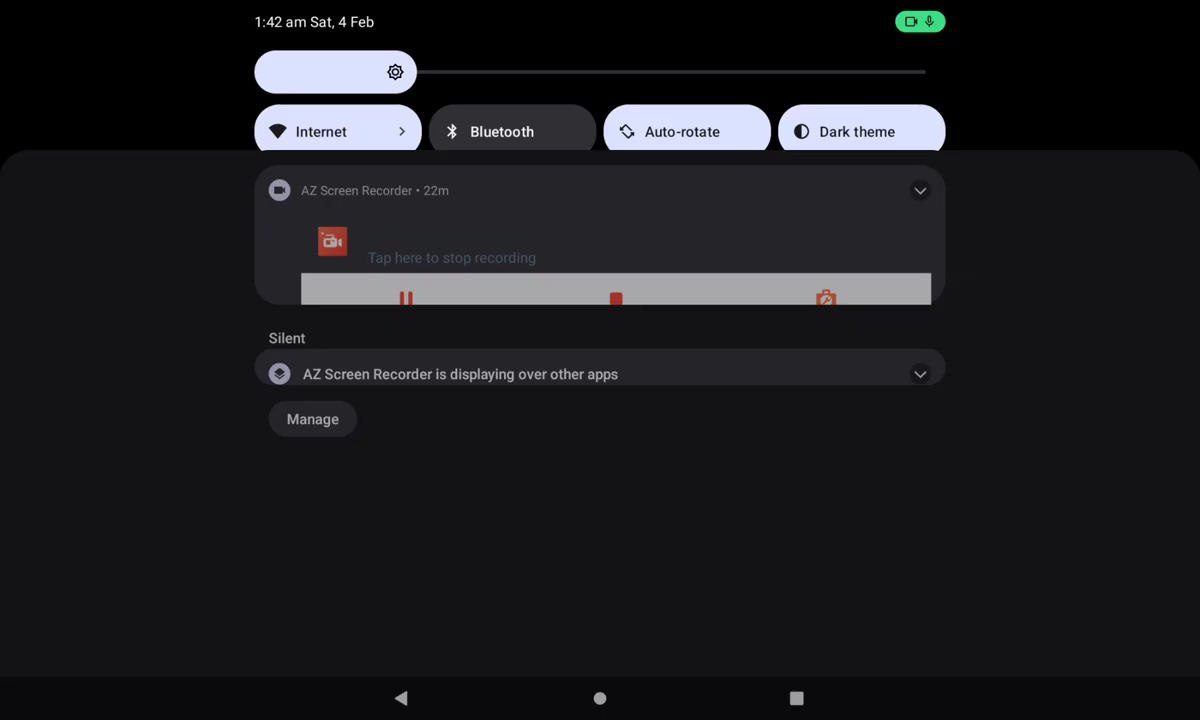 1:42 am Sat, 4 Feb
Internet
Bluetooth
Auto-rotate
Dark theme
AZ Screen Recorder • 22m
Tap here to stop recording
Silent
AZ Screen Recorder is displaying over other apps
Manage